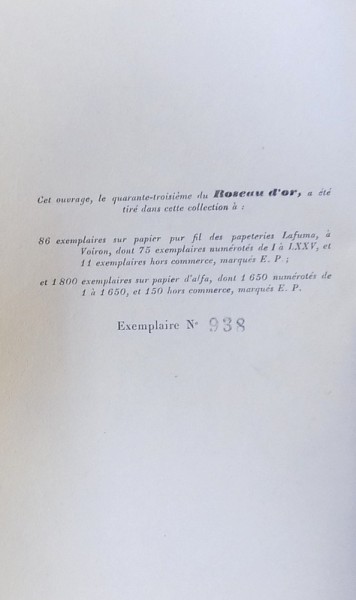 Cet ouvrage, le quarante-troisième du Roseau d'or, a été
tiré dans cette collection à :
86 exemplaires sur papier pur fil des papeteries Lafuma, à
Voiron, dont 75 exemplaires numérotés de I à LXXV, et
11 exemplaires hors commerce, marqués E. P ;
et 1 800 exemplaires sur papier d'alfa, dont 1 650 numérotés de
1 à 1 650, et 150 hors commerce, marqués E. P.
Exemplaire N° 938